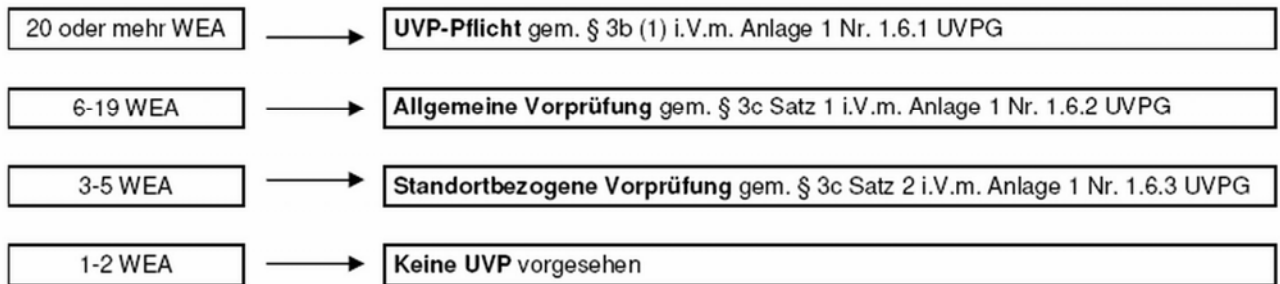 20 oder mehr WEA UVP-Pflicht gem. § 3b (1) i.V.m. Anlage 1 Nr. 1.6.1 UVPG
6-19 WEA Allgemeine Vorprüfung gem. § 3c Satz 1 i.V.m. Anlage 1 Nr. 1.6.2 UVPG
3-5 WEA Standortbezogene Vorprüfung gem. § 3c Satz 2 i.V.m. Anlage 1 Nr. 1.6.3 UVPG
1-2 WEA Keine UVP vorgesehen